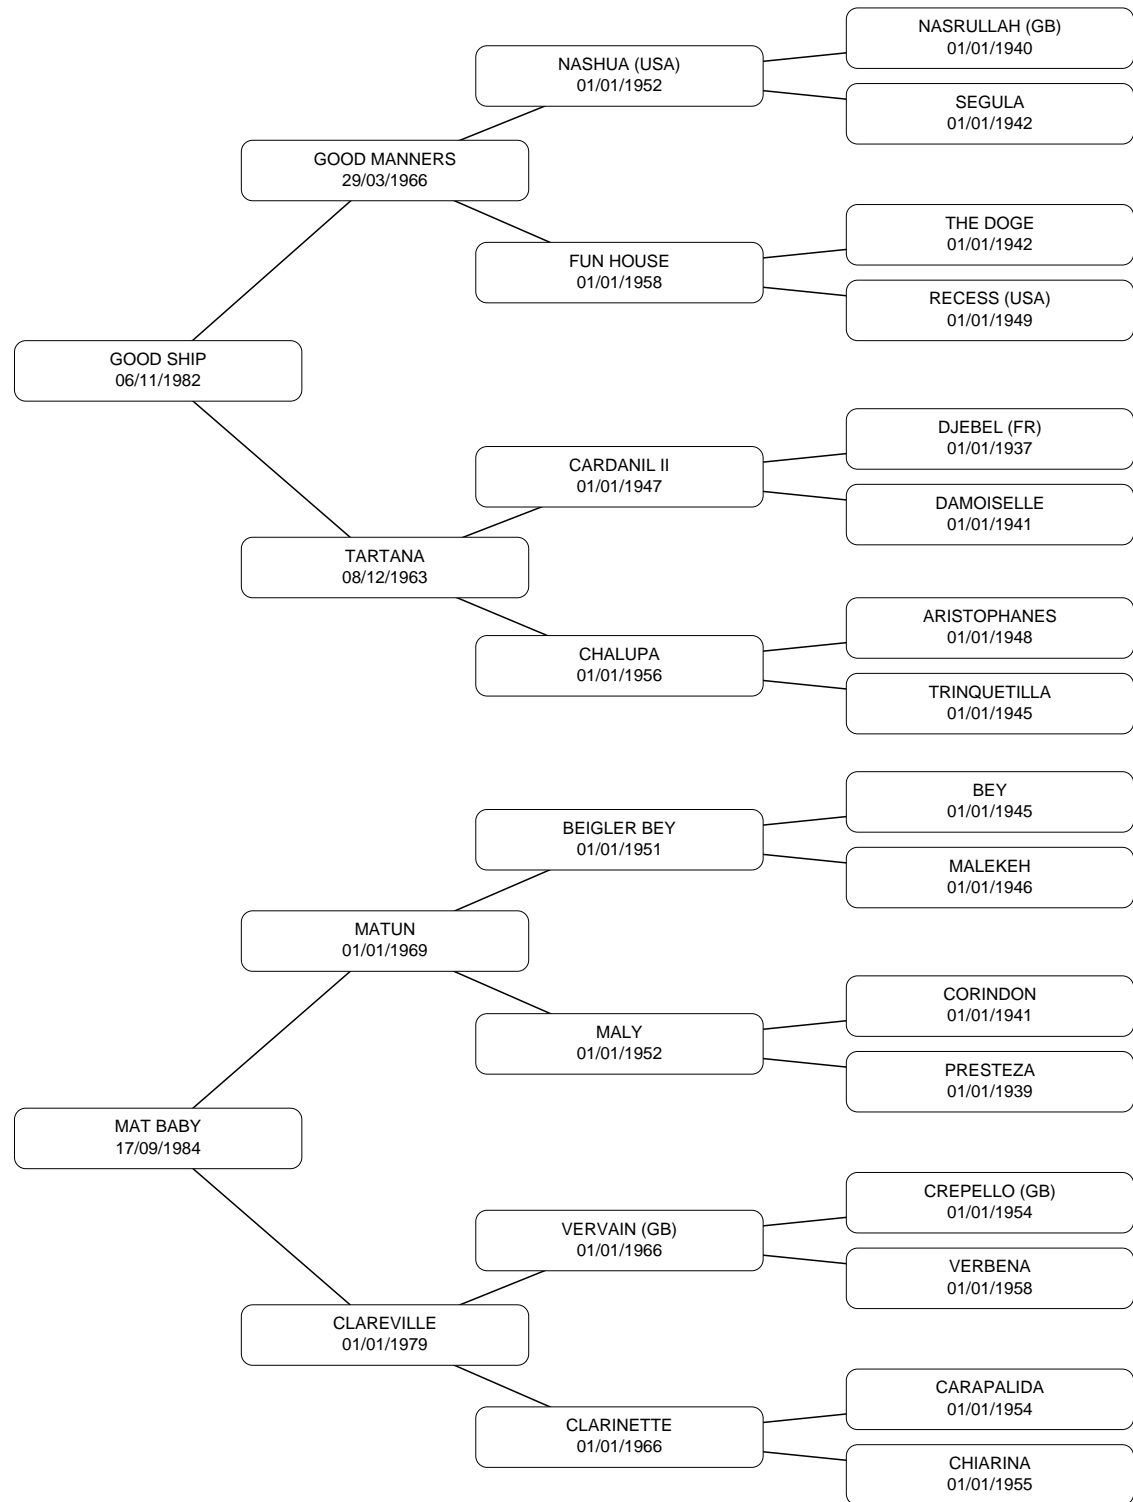 NASRULLAH (GB)
01/01/1940
NASHUA (USA)
01/01/1952
SEGULA
01/01/1942
GOOD MANNERS
29/03/1966
THE DOGE
01/01/1942
FUN HOUSE
01/01/1958
RECESS (USA)
01/01/1949
GOOD SHIP
06/11/1982
DJEBEL (FR)
01/01/1937
CARDANIL II
01/01/1947
DAMOISELLE
01/01/1941
TARTANA
08/12/1963
ARISTOPHANES
01/01/1948
CHALUPA
01/01/1956
TRINQUETILLA
01/01/1945
BEY
01/01/1945
BEIGLER BEY
01/01/1951
MALEKEH
01/01/1946
MATUN
01/01/1969
CORINDON
01/01/1941
MALY
01/01/1952
PRESTEZA
01/01/1939
MAT BABY
17/09/1984
CREPELLO (GB)
01/01/1954
VERVAIN (GB)
01/01/1966
VERBENA
01/01/1958
CLAREVILLE
01/01/1979
CARAPALIDA
01/01/1954
CLARINETTE
01/01/1966
CHIARINA
01/01/1955